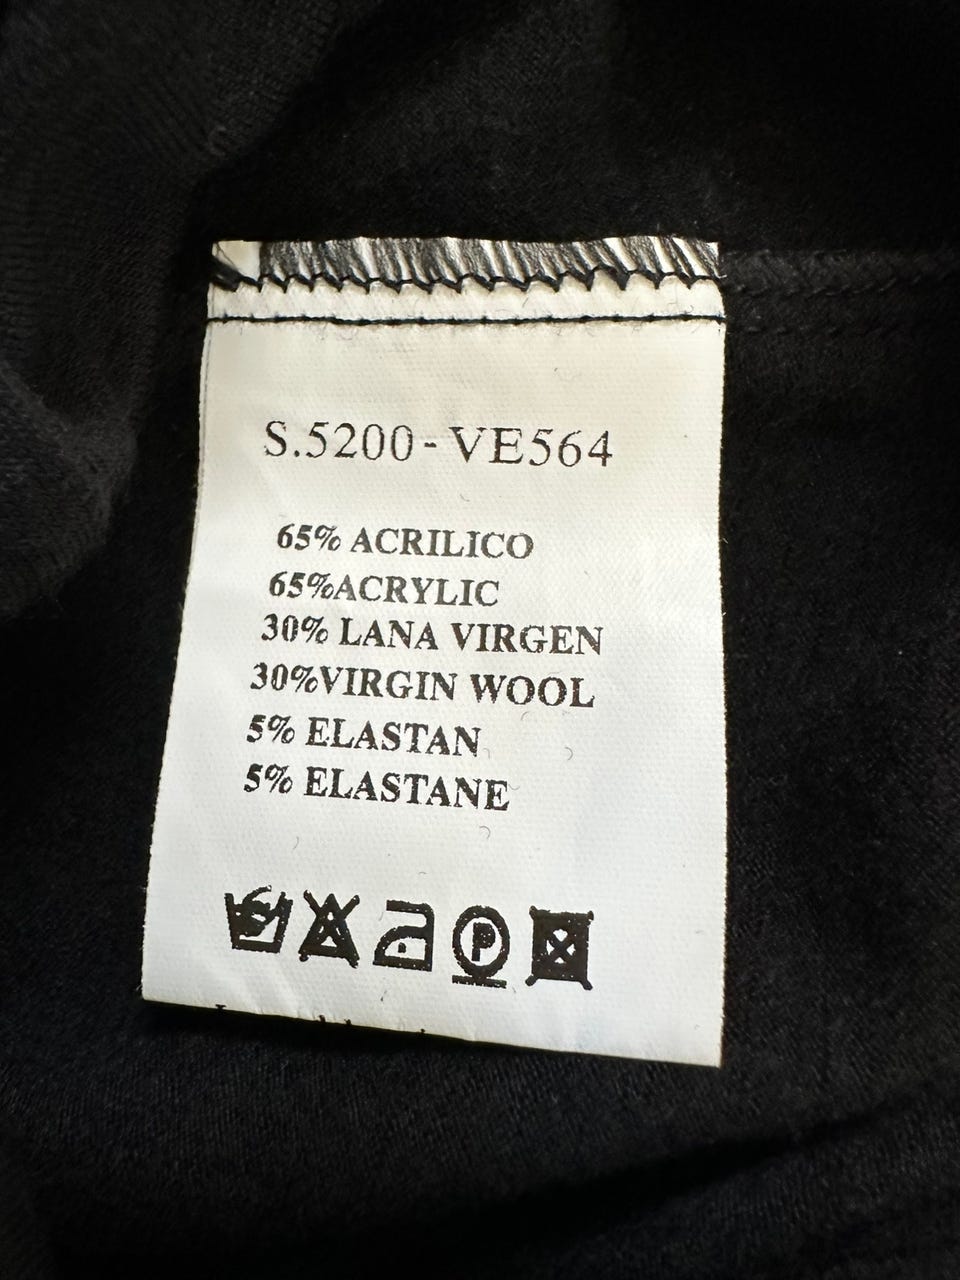 S.5200-VE564
65% ACRILICO
65%ACRYLIC
30% LANA VIRGEN
30%VIRGIN WOOL
5% ELASTAN
5% ELASTANE
P